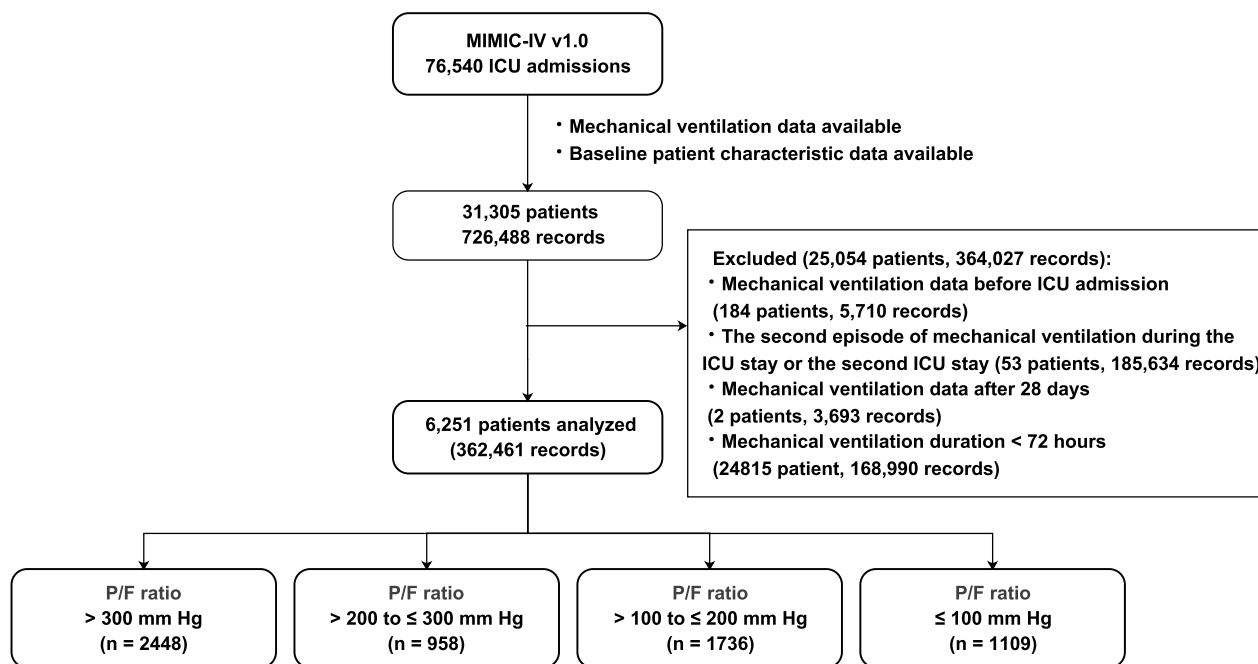 MIMIC-IV v1.0
76,540 ICU admissions
・Mechanical ventilation data available
・Baseline patient characteristic data available
31,305 patients
726,488 records
Excluded (25,054 patients, 364,027 records):
・Mechanical ventilation data before ICU admission
(184 patients, 5,710 records)
・The second episode of mechanical ventilation during the
ICU stay or the second ICU stay (53 patients, 185,634 records)
・Mechanical ventilation data after 28 days
(2 patients, 3,693 records)
・Mechanical ventilation duration < 72 hours
(24815 patient, 168,990 records)
6,251 patients analyzed
(362,461 records)
P/F ratio
> 300 mm Hg
(n = 2448)
P/F ratio
> 200 to ≤ 300 mm Hg
(n = 958)
P/F ratio
> 100 to ≤ 200 mm Hg
(n = 1736)
P/F ratio
≤ 100 mm Hg
(n = 1109)